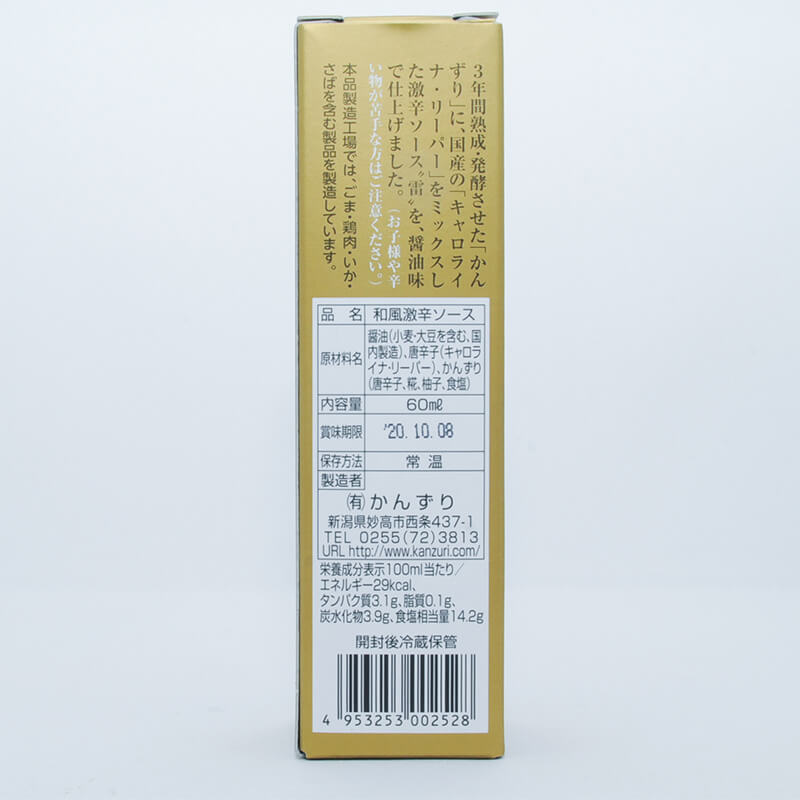 3年間熟成・発酵させた「かん
ずり」に、国産の「キャロライ
ナ・リーパー」をミックスし
た激辛ソース〝雷〟を、醤油味
で仕上げました。(お子様や辛
い物が苦手な方はご注意ください。)
本品製造工場では、ごま・鶏肉・いか・
さばを含む製品を製造しています。
品名 和風激辛ソース
原材料名 醤油(小麦・大豆を含む、国
内製造)、唐辛子(キャロラ
イナ・リーパー)、かんずり
(唐辛子、糀、柚子、食塩)
内容量 60㎖
賞味期限 '20.10.08
保存方法 常温
製造者
㈲かんずり
新潟県妙高市西条437-1
TEL 0255(72)3813
URL http://www.kanzuri.com/
栄養成分表示100ml当たり/
エネルギー29kcal、
タンパク質3.1g、脂質0.1g、
炭水化物3.9g、食塩相当量14.2g
開封後冷蔵保管
4 953253 002528